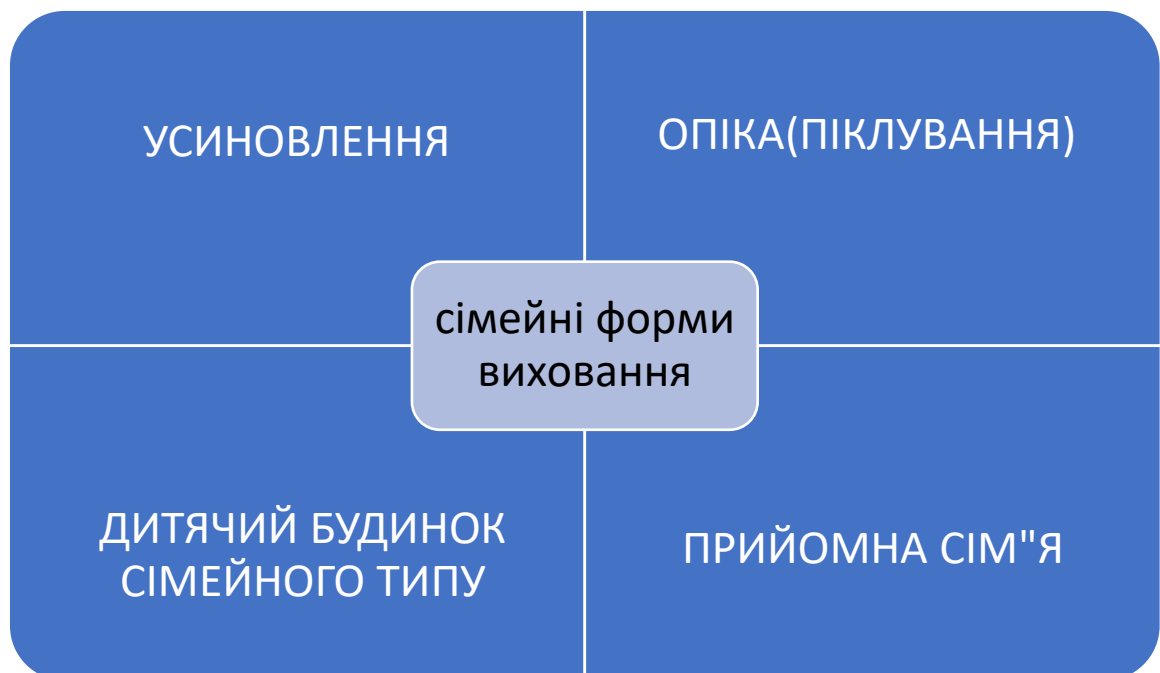 УСИНОВЛЕННЯ
ОПІКА(ПІКЛУВАННЯ)
сімейні форми
виховання
ДИТЯЧИЙ БУДИНОК
СІМЕЙНОГО ТИПУ
ПРИЙОМНА СІМ"Я